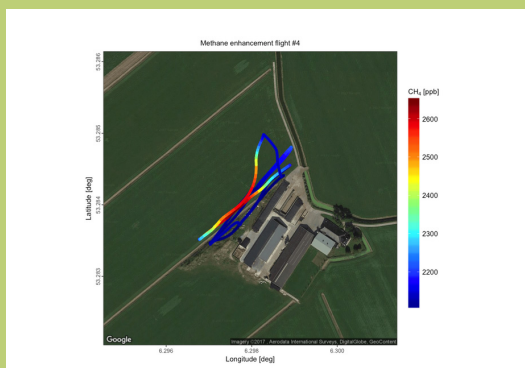 Methane enhancement flight #4
53.286
53.285
53.284
53.283
Latitude [deg]
6.296
6.298
6.300
Longitude [deg]
CH₄ [ppb]
2600
2500
2400
2300
2200
Google
Imagery ©2017 , Aerodata International Surveys, DigitalGlobe, GeoContent